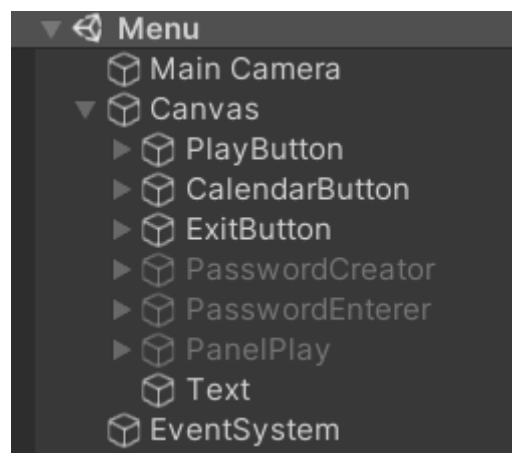 Menu
Main Camera
Canvas
PlayButton
CalendarButton
ExitButton
PasswordCreator
PasswordEnterer
PanelPlay
Text
EventSystem